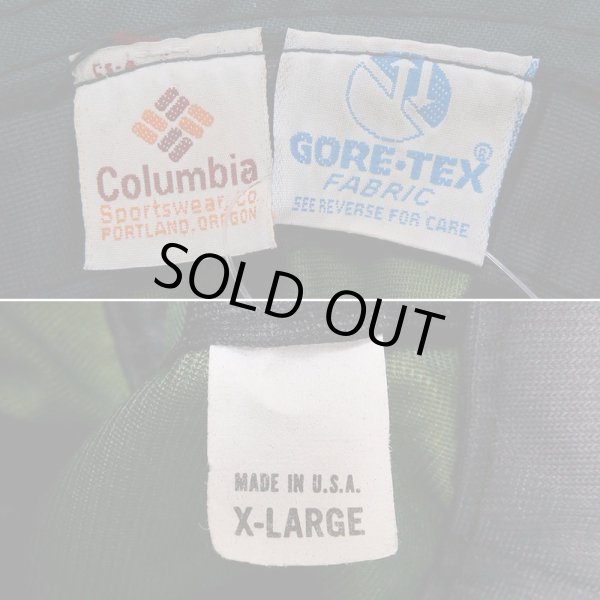 Columbia
Sportswear, Co
PORTLAND, OREGON
GORE-TEX®
FABRIC
SEE REVERSE FOR CARE
SOLD OUT
MADE IN U.S.A.
X-LARGE